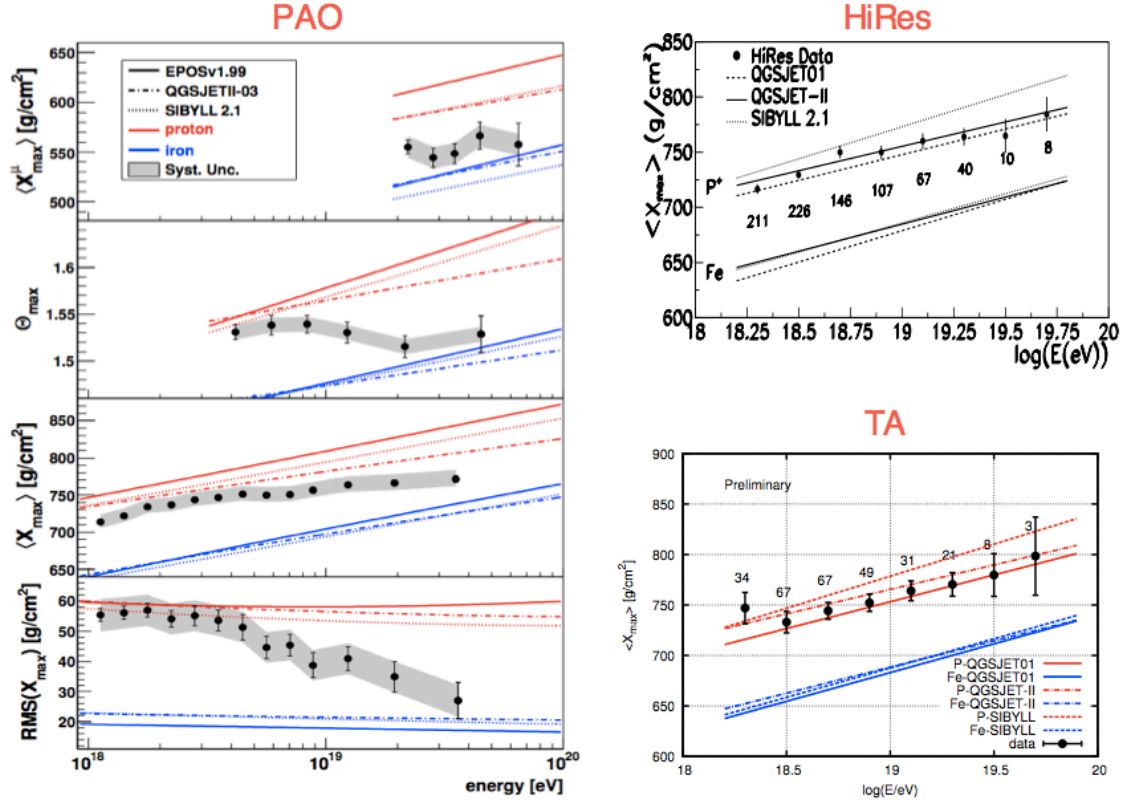 PAO
650
600
550
500
⟨X^μ_max⟩ [g/cm²]
EPOSv1.99
QGSJETII-03
SIBYLL 2.1
proton
iron
Syst. Unc.
1.6
1.55
1.5
Θ_max
850
800
750
700
650
⟨X_max⟩ [g/cm²]
60
50
40
30
20
RMS(X_max) [g/cm²]
10^18
10^19
10^20
energy [eV]
HiRes
850
800
750
700
650
600
<X_max> (g/cm²)
HiRes Data
QGSJET01
QGSJET-II
SIBYLL 2.1
P⁺
Fe
211
226
146
107
67
40
10
8
18
18.25
18.5
18.75
19
19.25
19.5
19.75
20
log(E(eV))
TA
900
850
800
750
700
650
600
<X_max> [g/cm²]
Preliminary
34
67
67
49
31
21
8
3
P-QGSJET01
Fe-QGSJET01
P-QGSJET-II
Fe-QGSJET-II
P-SIBYLL
Fe-SIBYLL
data
18
18.5
19
19.5
20
log(E/eV)